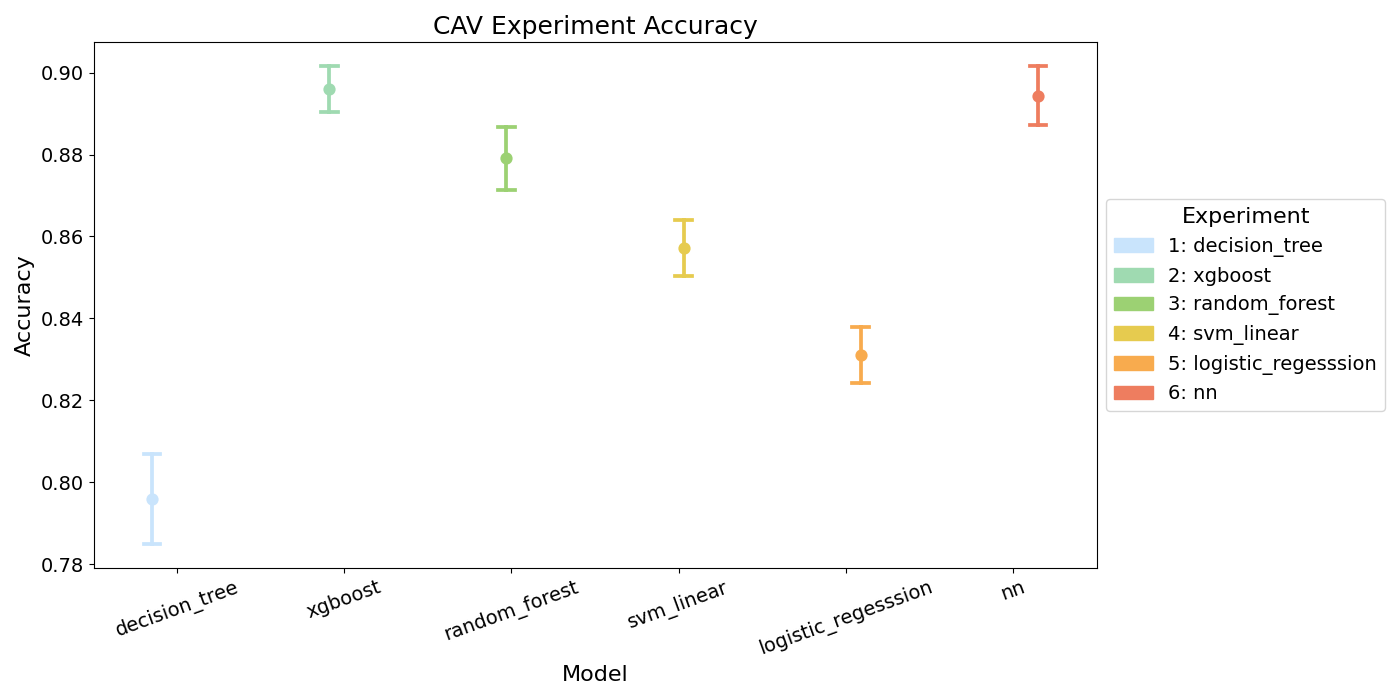 CAV Experiment Accuracy
0.90
0.88
0.86
0.84
0.82
0.80
0.78
Accuracy
decision_tree
xgboost
random_forest
svm_linear
logistic_regesssion
nn
Model
Experiment
1: decision_tree
2: xgboost
3: random_forest
4: svm_linear
5: logistic_regesssion
6: nn